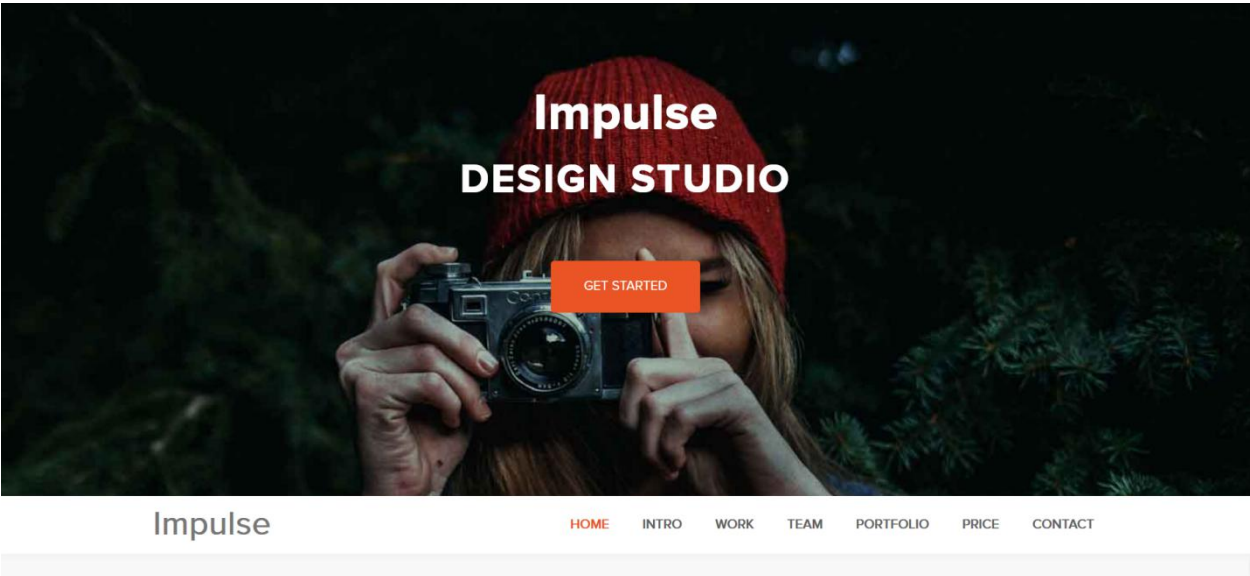 Impulse
DESIGN STUDIO
GET STARTED
Impulse HOME INTRO WORK TEAM PORTFOLIO PRICE CONTACT